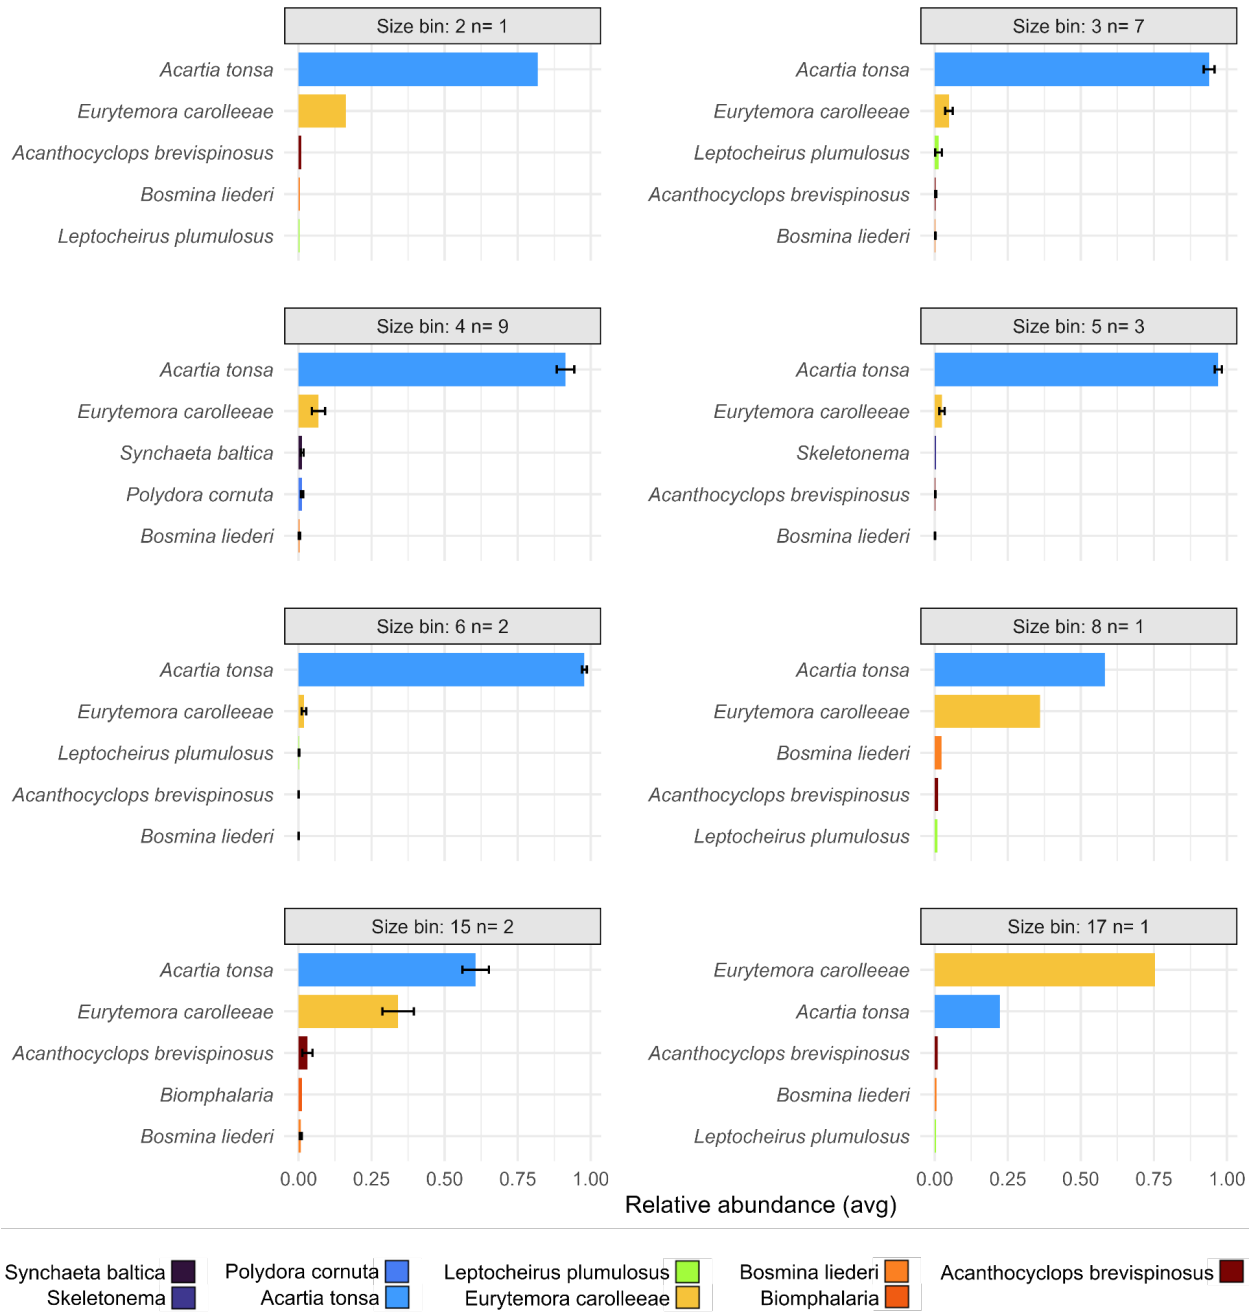 Size bin: 2 n= 1
Acartia tonsa
Eurytemora carolleeae
Acanthocyclops brevispinosus
Bosmina liederi
Leptocheirus plumulosus
Size bin: 3 n= 7
Acartia tonsa
Eurytemora carolleeae
Leptocheirus plumulosus
Acanthocyclops brevispinosus
Bosmina liederi
Size bin: 4 n= 9
Acartia tonsa
Eurytemora carolleeae
Synchaeta baltica
Polydora cornuta
Bosmina liederi
Size bin: 5 n= 3
Acartia tonsa
Eurytemora carolleeae
Skeletonema
Acanthocyclops brevispinosus
Bosmina liederi
Size bin: 6 n= 2
Acartia tonsa
Eurytemora carolleeae
Leptocheirus plumulosus
Acanthocyclops brevispinosus
Bosmina liederi
Size bin: 8 n= 1
Acartia tonsa
Eurytemora carolleeae
Bosmina liederi
Acanthocyclops brevispinosus
Leptocheirus plumulosus
Size bin: 15 n= 2
Acartia tonsa
Eurytemora carolleeae
Acanthocyclops brevispinosus
Biomphalaria
Bosmina liederi
0.00 0.25 0.50 0.75 1.00
Size bin: 17 n= 1
Eurytemora carolleeae
Acartia tonsa
Acanthocyclops brevispinosus
Bosmina liederi
Leptocheirus plumulosus
0.00 0.25 0.50 0.75 1.00
Relative abundance (avg)
Synchaeta baltica Polydora cornuta Leptocheirus plumulosus Bosmina liederi Acanthocyclops brevispinosus
Skeletonema Acartia tonsa Eurytemora carolleeae Biomphalaria